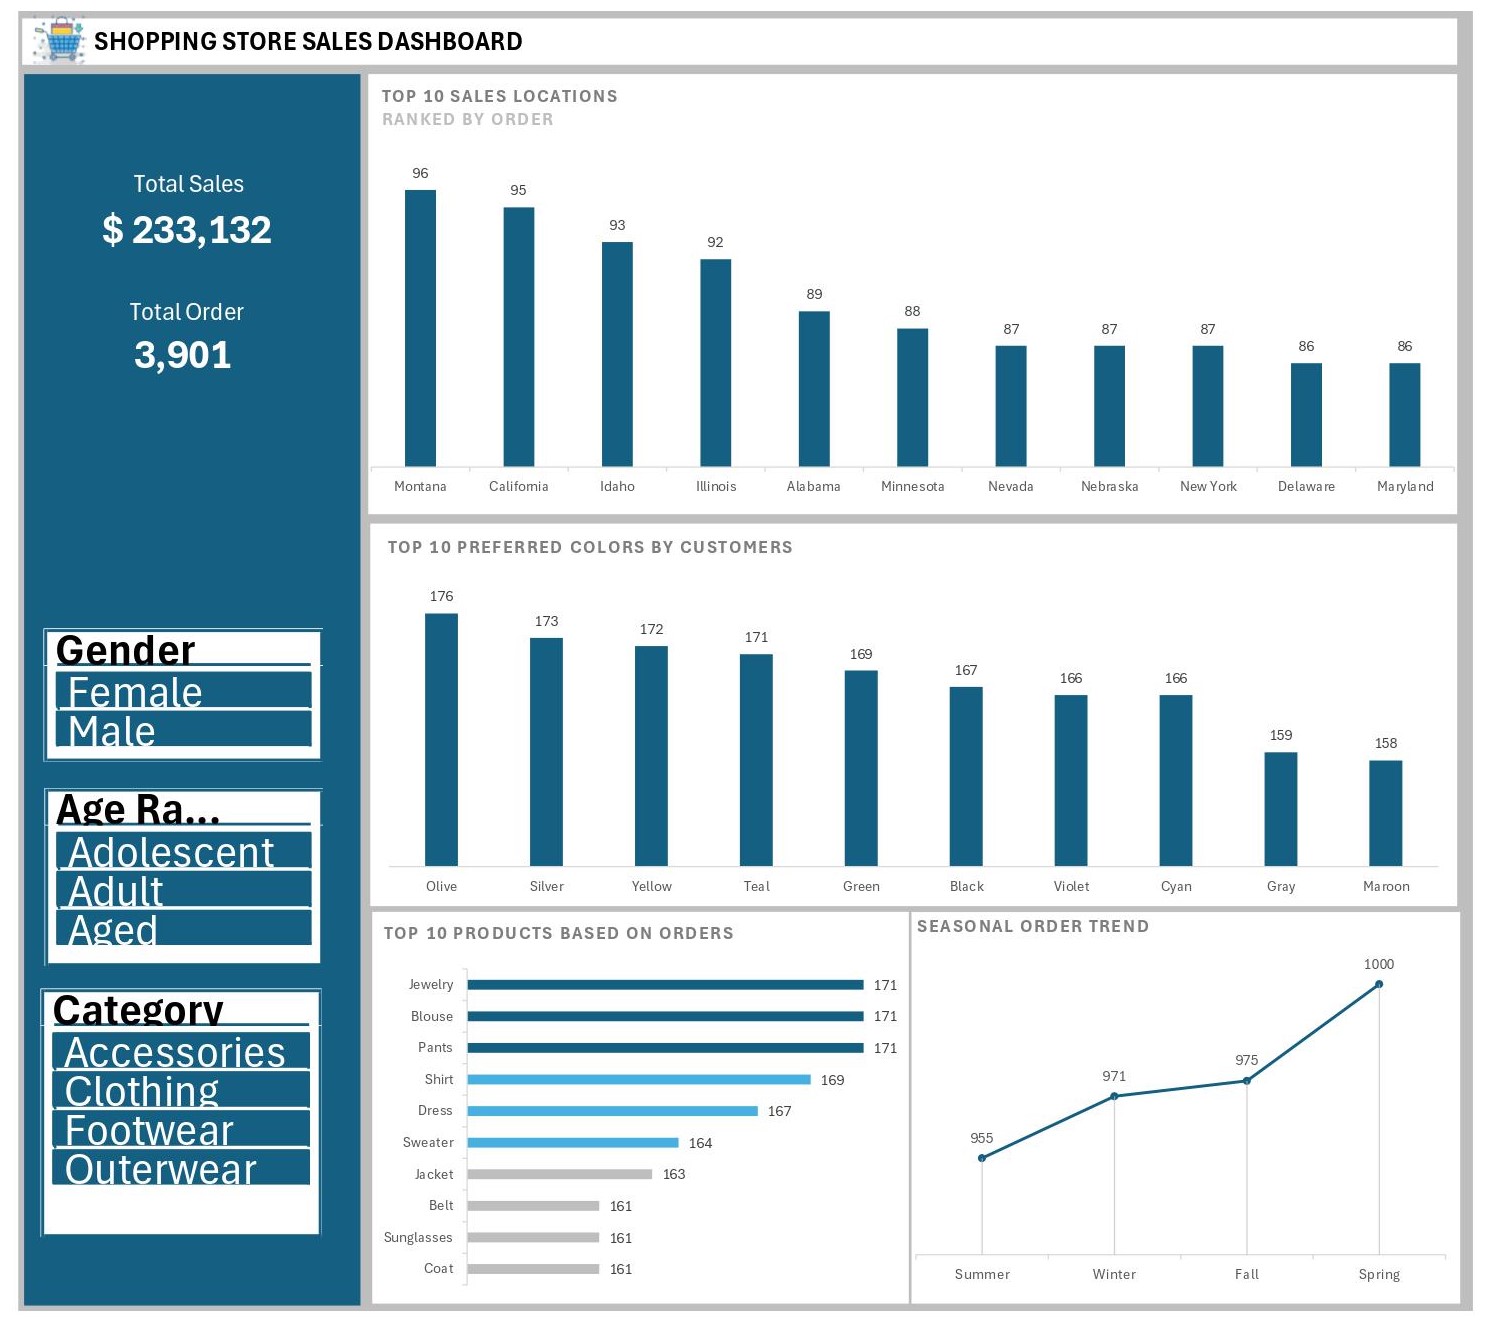 SHOPPING STORE SALES DASHBOARD
Total Sales
$ 233,132
Total Order
3,901
Gender
Female
Male
Age Ra...
Adolescent
Adult
Aged
Category
Accessories
Clothing
Footwear
Outerwear
TOP 10 SALES LOCATIONS
RANKED BY ORDER
96 95 93 92 89 88 87 87 87 86 86
Montana California Idaho Illinois Alabama Minnesota Nevada Nebraska New York Delaware Maryland
TOP 10 PREFERRED COLORS BY CUSTOMERS
176 173 172 171 169 167 166 166 159 158
Olive Silver Yellow Teal Green Black Violet Cyan Gray Maroon
TOP 10 PRODUCTS BASED ON ORDERS
Jewelry 171
Blouse 171
Pants 171
Shirt 169
Dress 167
Sweater 164
Jacket 163
Belt 161
Sunglasses 161
Coat 161
SEASONAL ORDER TREND
955 971 975 1000
Summer Winter Fall Spring